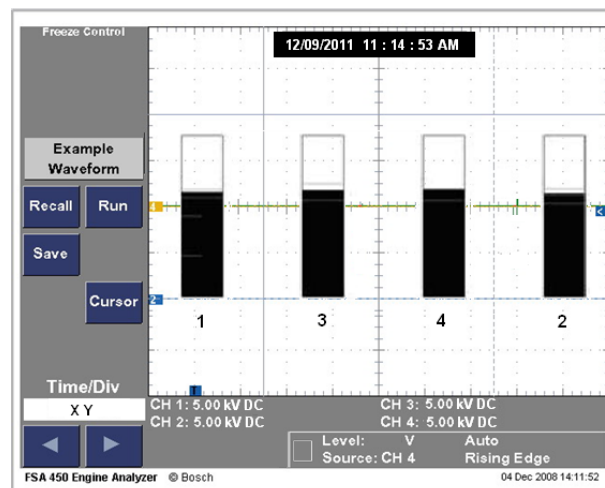 Freeze Control
12/09/2011 11 : 14 : 53 AM
Example
Waveform
Recall Run
Save
Cursor
4
2
T
<
1 3 4 2
Time/Div
X Y
CH 1: 5.00 kV DC CH 3: 5.00 kV DC
CH 2: 5.00 kV DC CH 4: 5.00 kV DC
Level: V Auto
Source: CH 4 Rising Edge
FSA 450 Engine Analyzer © Bosch 04 Dec 2008 14:11:52